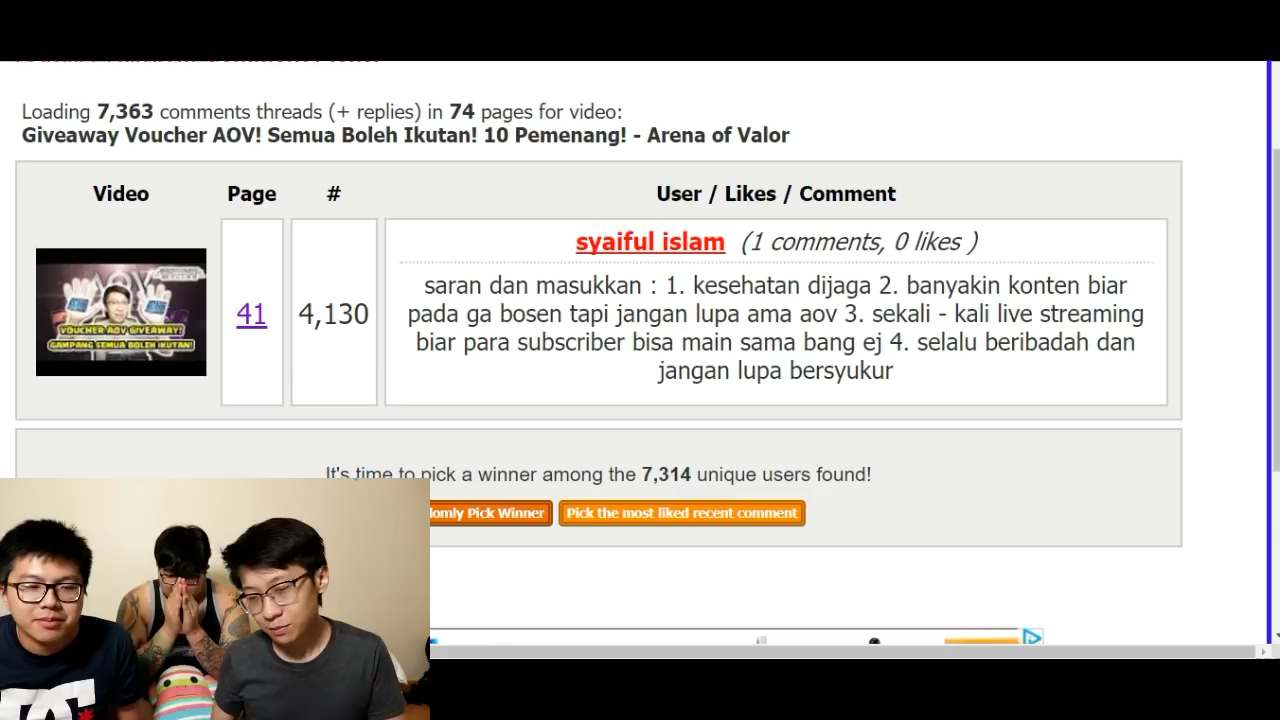 Loading 7,363 comments threads (+ replies) in 74 pages for video:
Giveaway Voucher AOV! Semua Boleh Ikutan! 10 Pemenang! - Arena of Valor
Video Page # User / Likes / Comment
syaiful islam (1 comments, 0 likes )
saran dan masukkan : 1. kesehatan dijaga 2. banyakin konten biar
pada ga bosen tapi jangan lupa ama aov 3. sekali - kali live streaming
biar para subscriber bisa main sama bang ej 4. selalu beribadah dan
jangan lupa bersyukur
41 4,130
VOUCHER AOV GIVEAWAY!
GAMPANG SEMUA BOLEH IKUTAN!
It's time to pick a winner among the 7,314 unique users found!
domly Pick Winner Pick the most liked recent comment